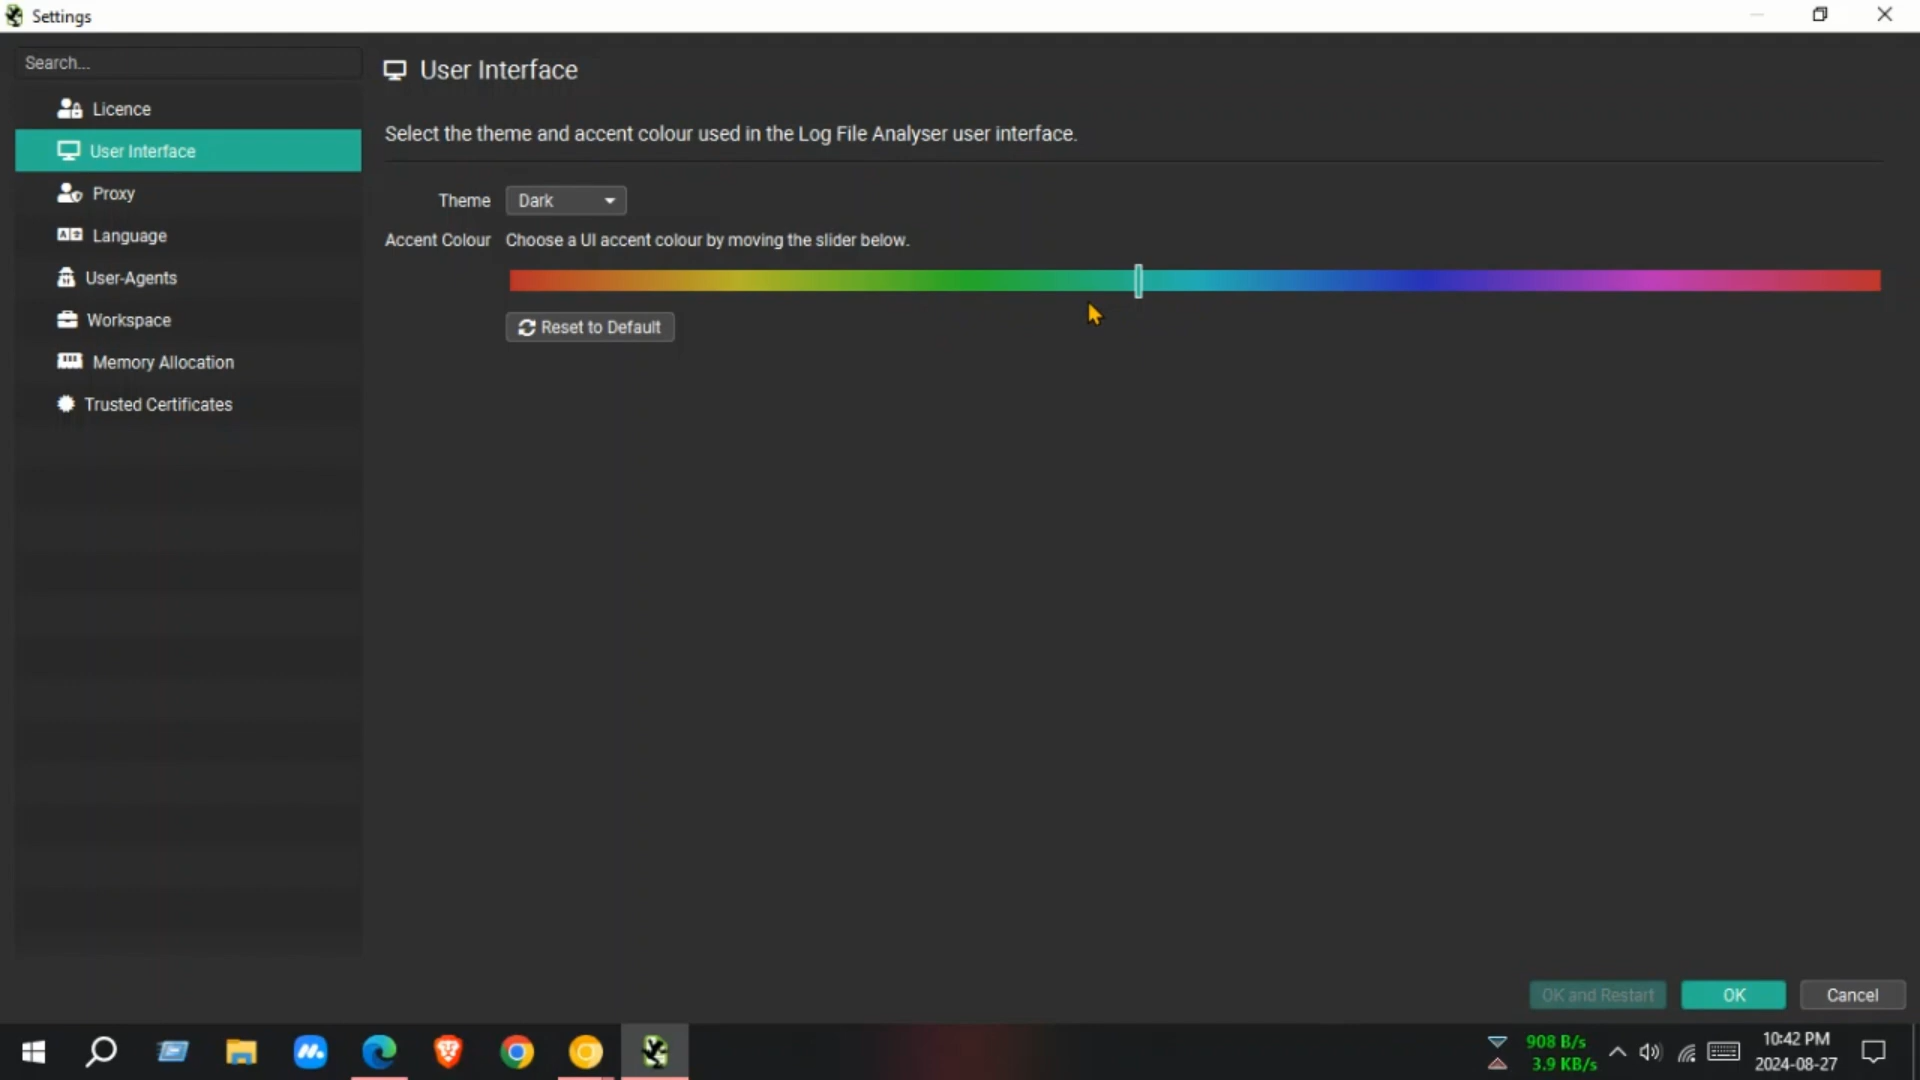 Settings
Search...
Licence
User Interface
Proxy
Language
User-Agents
Workspace
Memory Allocation
Trusted Certificates
User Interface
Select the theme and accent colour used in the Log File Analyser user interface.
Theme Dark
Accent Colour Choose a UI accent colour by moving the slider below.
Reset to Default
OK and Restart OK Cancel
908 B/s
3.9 KB/s
10:42 PM
2024-08-27